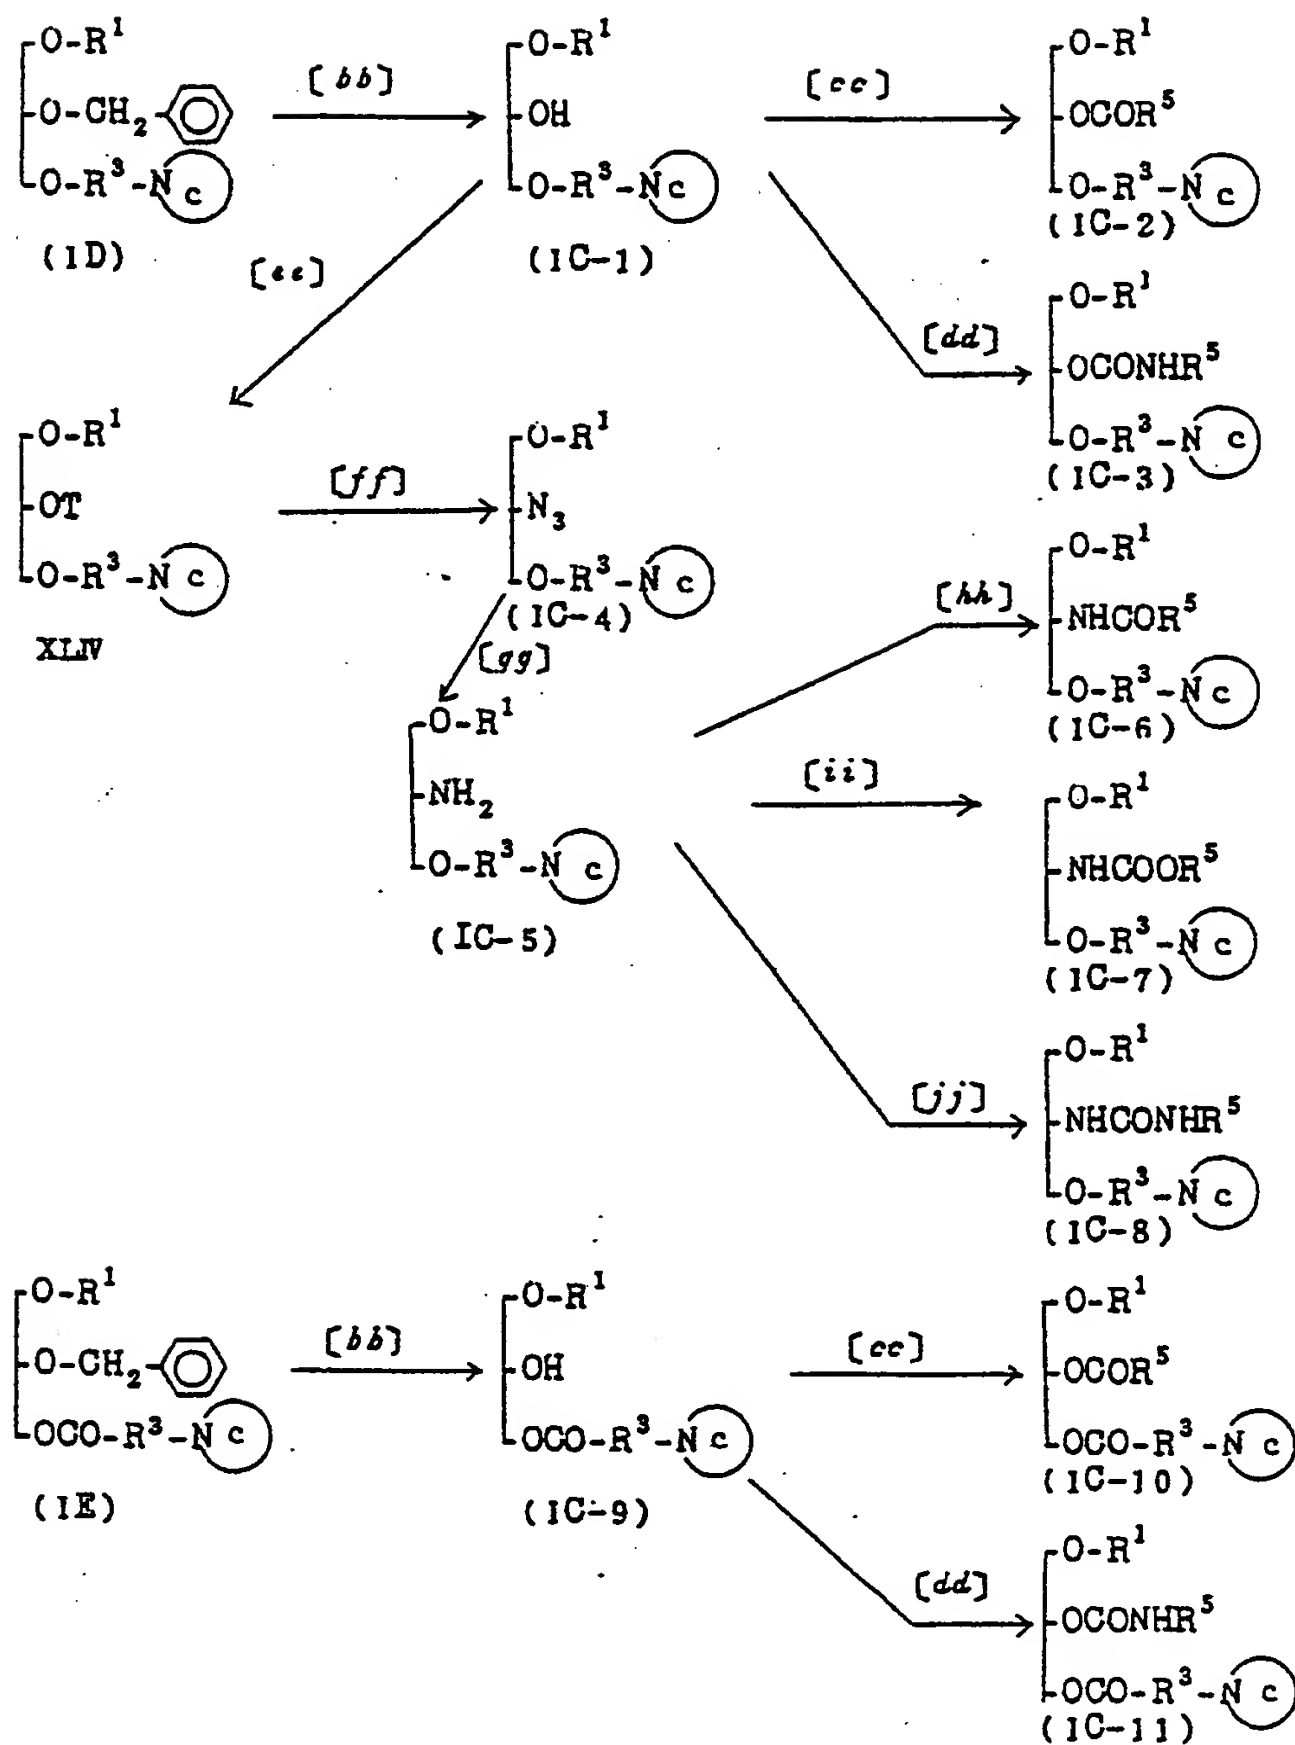 O-R¹
O-CH₂-
O-R³-N c
(ID)
[bb]
O-R¹
OH
O-R³-N c
(IC-1)
[cc]
O-R¹
OCOR⁵
O-R³-N c
(IC-2)
[dd]
O-R¹
OCONHR⁵
O-R³-N c
(IC-3)
[ee]
O-R¹
OT
O-R³-N c
XLIV
[ff]
O-R¹
N₃
O-R³-N c
(IC-4)
[gg]
O-R¹
NH₂
O-R³-N c
(IC-5)
[hh]
O-R¹
NHCOR⁵
O-R³-N c
(IC-6)
[ii]
O-R¹
NHCOOR⁵
O-R³-N c
(IC-7)
[jj]
O-R¹
NHCONHR⁵
O-R³-N c
(IC-8)
O-R¹
O-CH₂-
OCO-R³-N c
(IE)
[bb]
O-R¹
OH
OCO-R³-N c
(IC-9)
[cc]
O-R¹
OCOR⁵
OCO-R³-N c
(IC-10)
[dd]
O-R¹
OCONHR⁵
OCO-R³-N c
(IC-11)